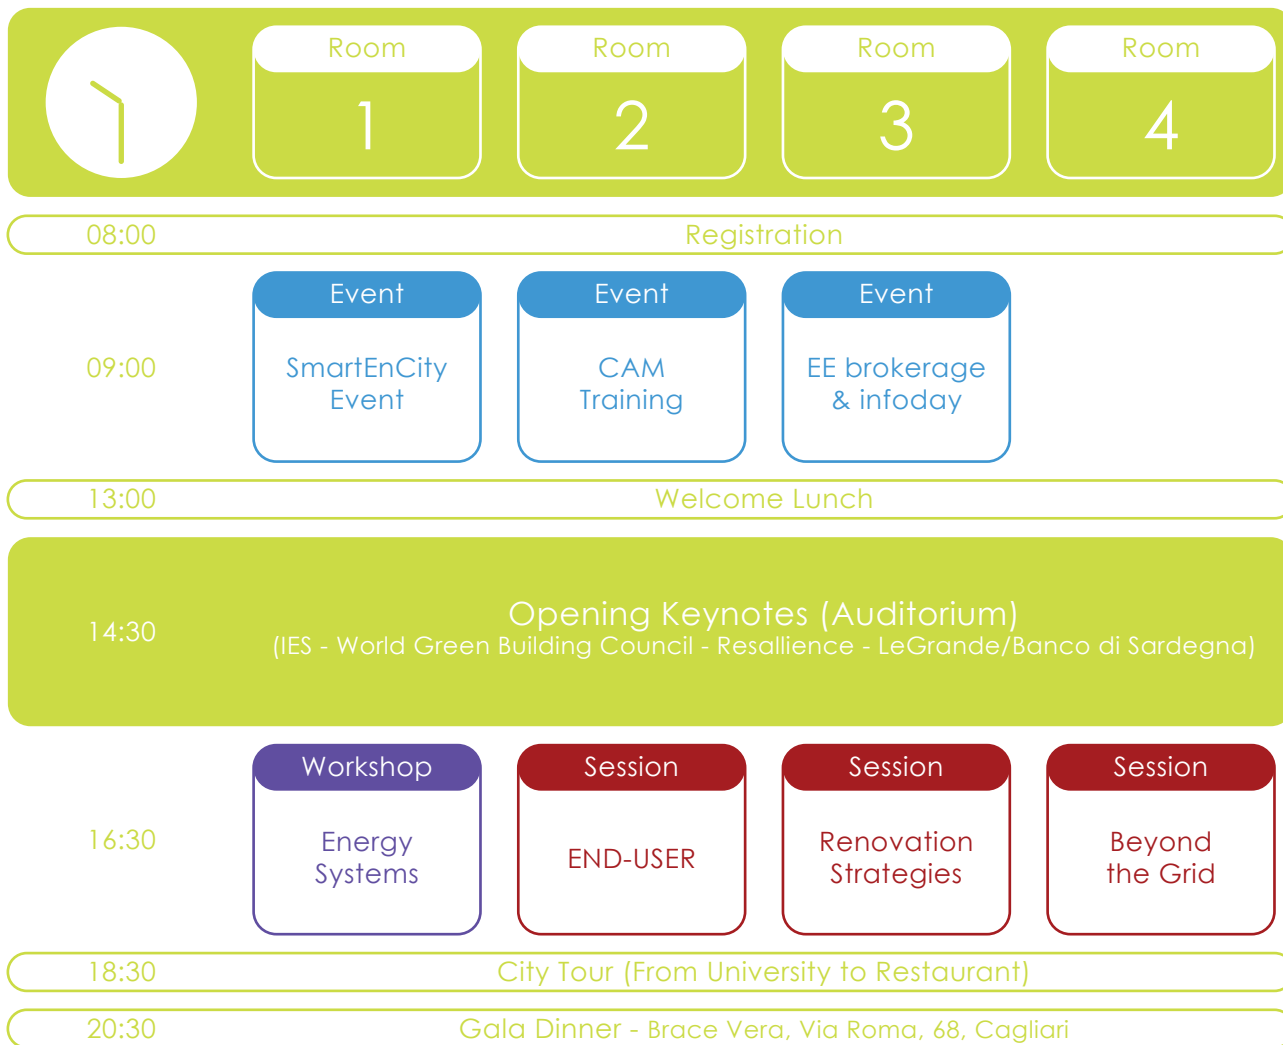 Room
1
Room
2
Room
3
Room
4
08:00
Registration
09:00
Event
SmartEnCity
Event
Event
CAM
Training
Event
EE brokerage
& infoday
13:00
Welcome Lunch
14:30
Opening Keynotes (Auditorium)
(IES - World Green Building Council - Resallience - LeGrande/Banco di Sardegna)
16:30
Workshop
Energy
Systems
Session
END-USER
Session
Renovation
Strategies
Session
Beyond
the Grid
18:30
City Tour (From University to Restaurant)
20:30
Gala Dinner - Brace Vera, Via Roma, 68, Cagliari